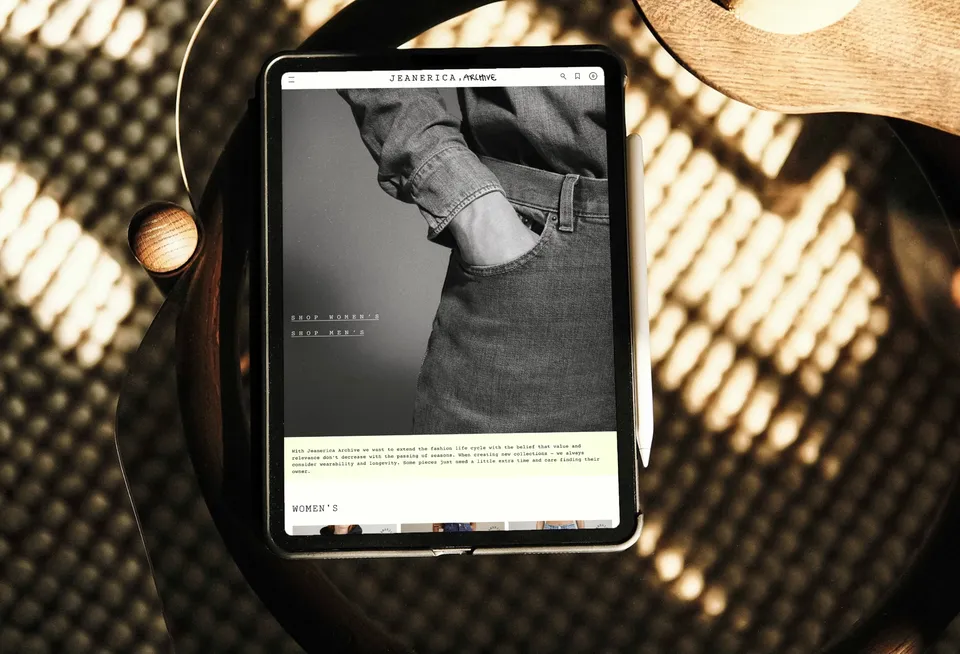 JEANERICA.ARCHIVE
SHOP WOMEN'S
SHOP MEN'S
With Jeanerica Archive we want to extend the fashion life cycle with the belief that value and
relevance don't decrease with the passing of seasons. When creating new collections – we always
consider wearability and longevity. Some pieces just need a little extra time and care finding their
owner.
WOMEN'S